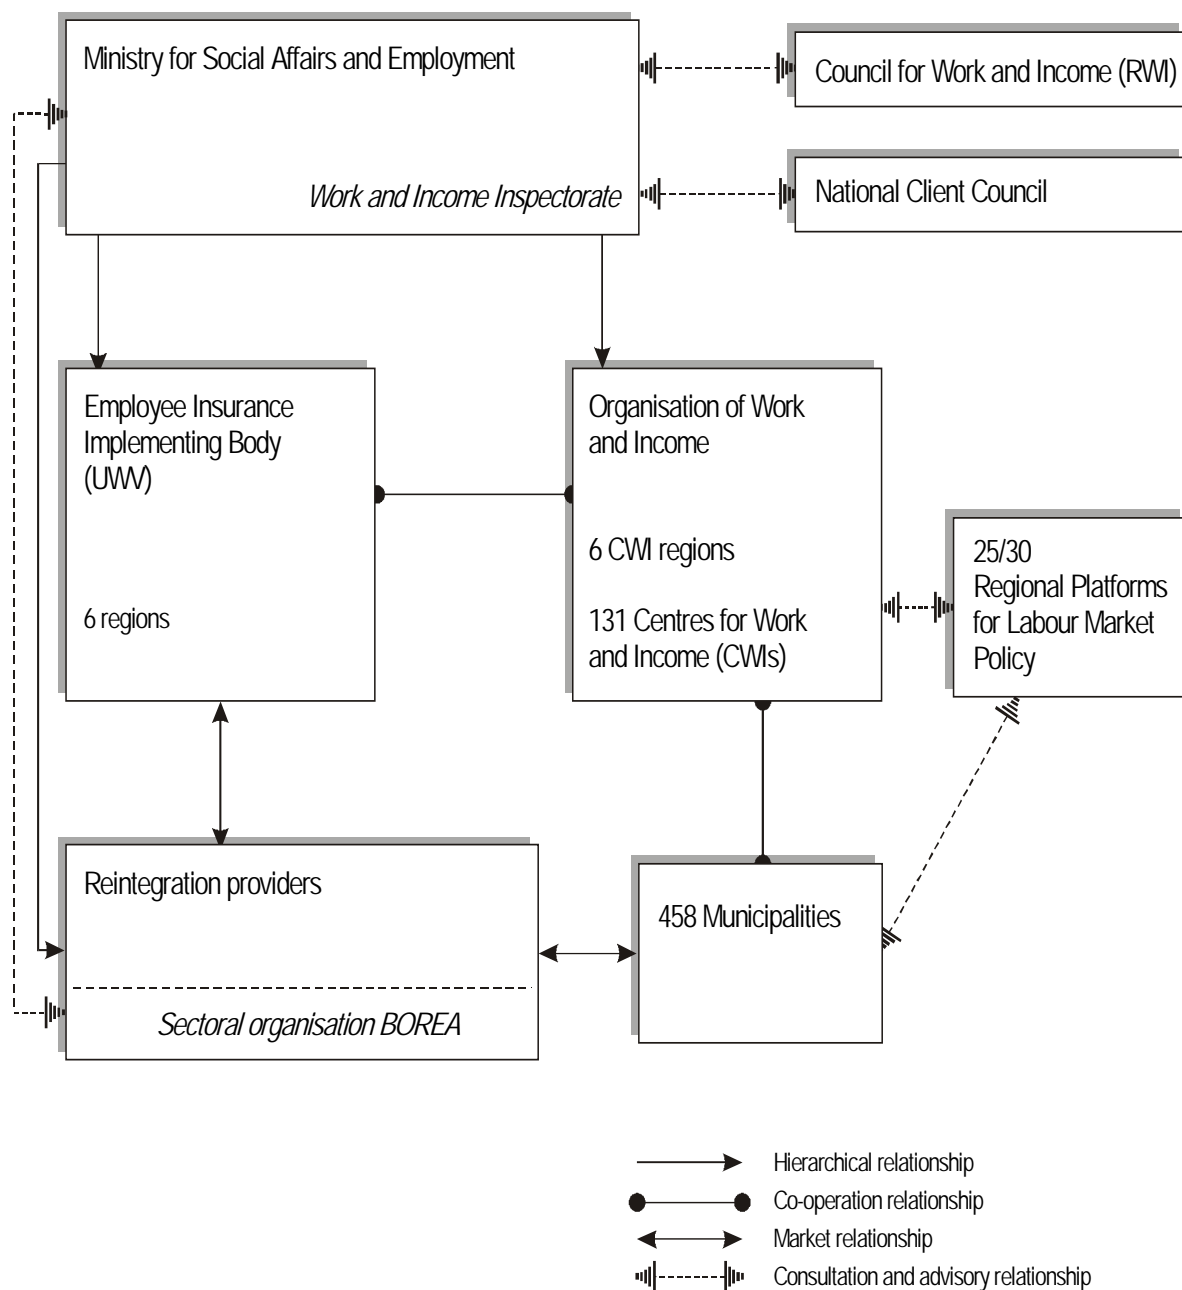 Ministry for Social Affairs and Employment
Council for Work and Income (RWI)
Work and Income Inspectorate
National Client Council
Employee Insurance
Implementing Body
(UWV)
6 regions
Organisation of Work
and Income
6 CWI regions
131 Centres for Work
and Income (CWIs)
25/30
Regional Platforms
for Labour Market
Policy
Reintegration providers
Sectoral organisation BOREA
458 Municipalities
Hierarchical relationship
Co-operation relationship
Market relationship
Consultation and advisory relationship